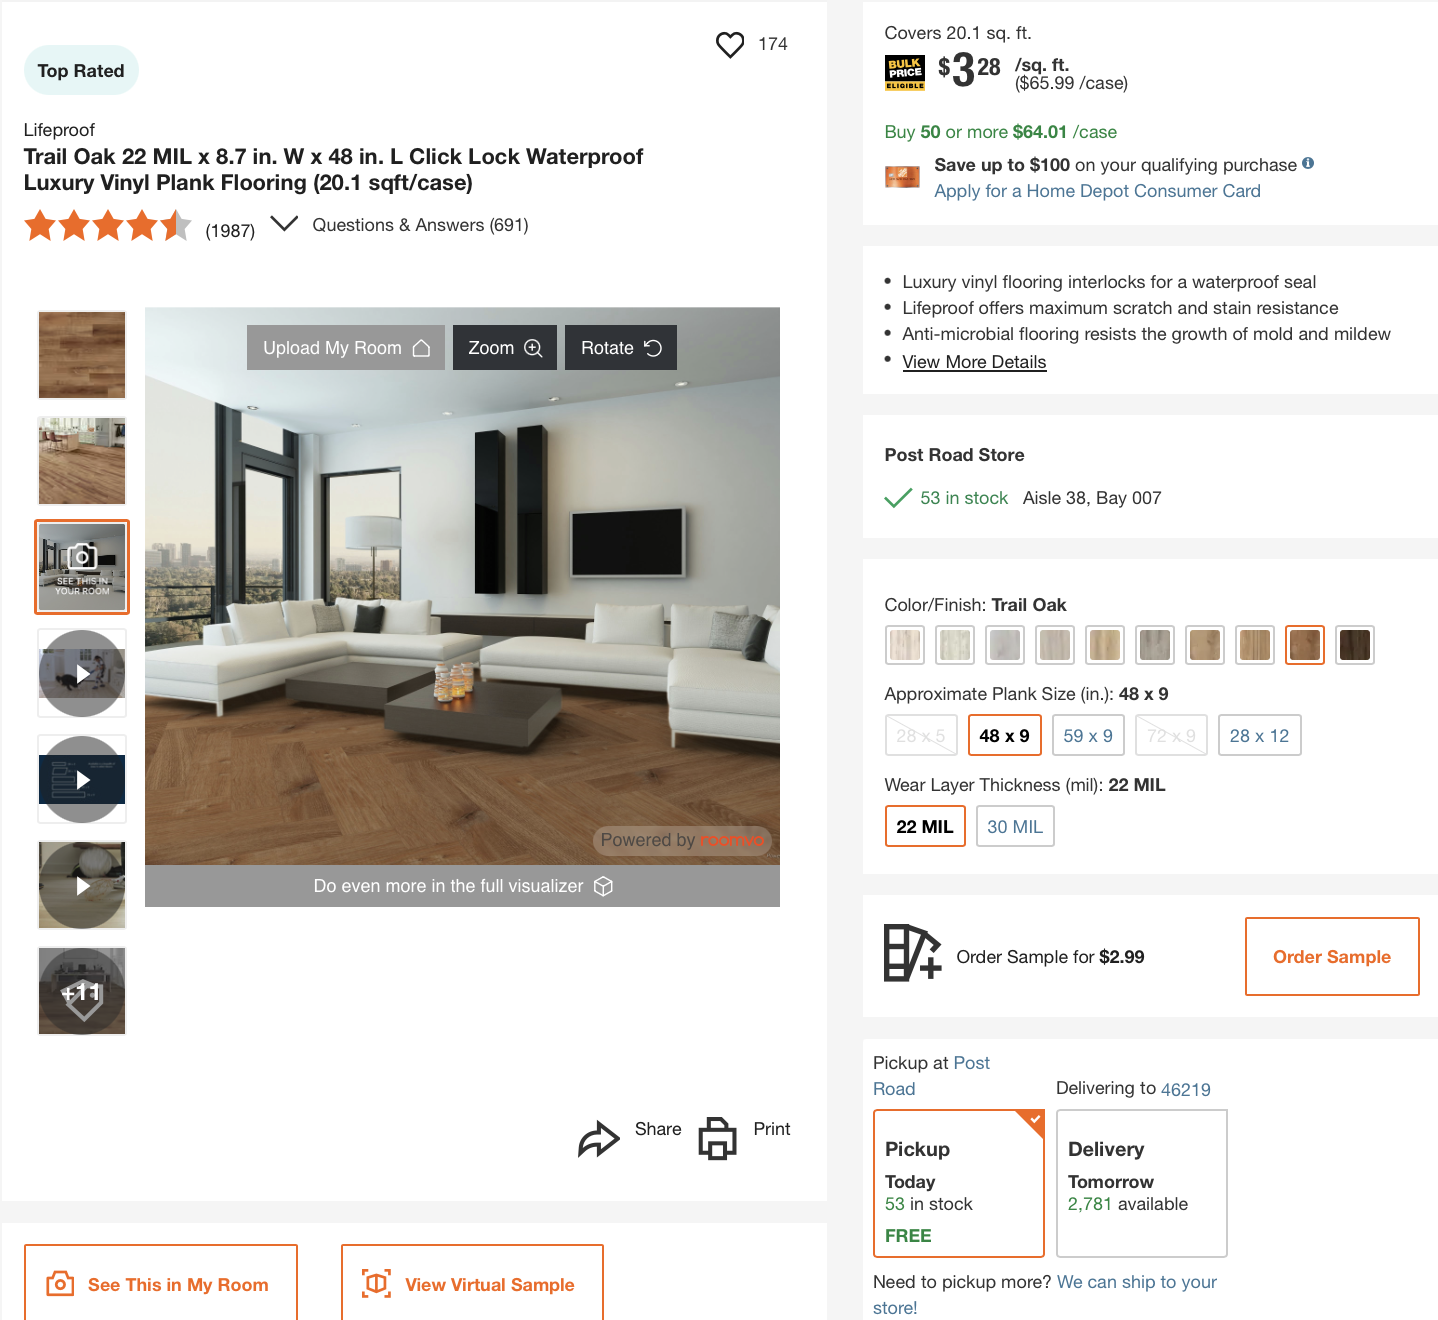 174
Top Rated
Lifeproof
Trail Oak 22 MIL x 8.7 in. W x 48 in. L Click Lock Waterproof
Luxury Vinyl Plank Flooring (20.1 sqft/case)
(1987)
Questions & Answers (691)
Upload My Room
Zoom
Rotate
SEE THIS IN
YOUR ROOM
+11
Powered by roomvo
Do even more in the full visualizer
Share
Print
See This in My Room
View Virtual Sample
Covers 20.1 sq. ft.
BULK
PRICE
ELIGIBLE
$3 28 /sq. ft.
($65.99 /case)
Buy 50 or more $64.01 /case
Save up to $100 on your qualifying purchase
Apply for a Home Depot Consumer Card
• Luxury vinyl flooring interlocks for a waterproof seal
• Lifeproof offers maximum scratch and stain resistance
• Anti-microbial flooring resists the growth of mold and mildew
• View More Details
Post Road Store
53 in stock Aisle 38, Bay 007
Color/Finish: Trail Oak
Approximate Plank Size (in.): 48 x 9
28 x 5
48 x 9
59 x 9
72 x 9
28 x 12
Wear Layer Thickness (mil): 22 MIL
22 MIL
30 MIL
Order Sample for $2.99
Order Sample
Pickup at Post
Road
Delivering to 46219
Pickup
Today
53 in stock
FREE
Delivery
Tomorrow
2,781 available
Need to pickup more? We can ship to your
store!